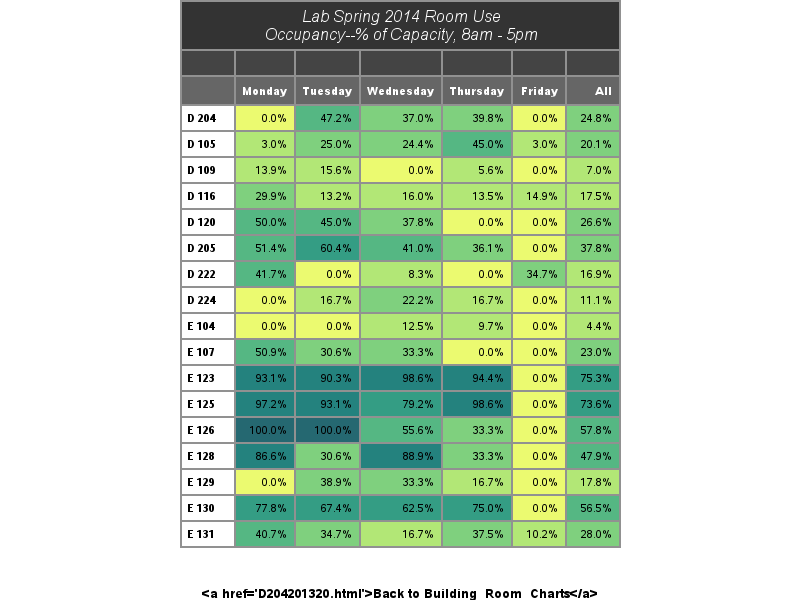 Lab Spring 2014 Room Use
Occupancy--% of Capacity, 8am - 5pm
Monday Tuesday Wednesday Thursday Friday All
D 204 0.0% 47.2% 37.0% 39.8% 0.0% 24.8%
D 105 3.0% 25.0% 24.4% 45.0% 3.0% 20.1%
D 109 13.9% 15.6% 0.0% 5.6% 0.0% 7.0%
D 116 29.9% 13.2% 16.0% 13.5% 14.9% 17.5%
D 120 50.0% 45.0% 37.8% 0.0% 0.0% 26.6%
D 205 51.4% 60.4% 41.0% 36.1% 0.0% 37.8%
D 222 41.7% 0.0% 8.3% 0.0% 34.7% 16.9%
D 224 0.0% 16.7% 22.2% 16.7% 0.0% 11.1%
E 104 0.0% 0.0% 12.5% 9.7% 0.0% 4.4%
E 107 50.9% 30.6% 33.3% 0.0% 0.0% 23.0%
E 123 93.1% 90.3% 98.6% 94.4% 0.0% 75.3%
E 125 97.2% 93.1% 79.2% 98.6% 0.0% 73.6%
E 126 100.0% 100.0% 55.6% 33.3% 0.0% 57.8%
E 128 86.6% 30.6% 88.9% 33.3% 0.0% 47.9%
E 129 0.0% 38.9% 33.3% 16.7% 0.0% 17.8%
E 130 77.8% 67.4% 62.5% 75.0% 0.0% 56.5%
E 131 40.7% 34.7% 16.7% 37.5% 10.2% 28.0%
<a href='D204201320.html'>Back to Building_Room_Charts</a>